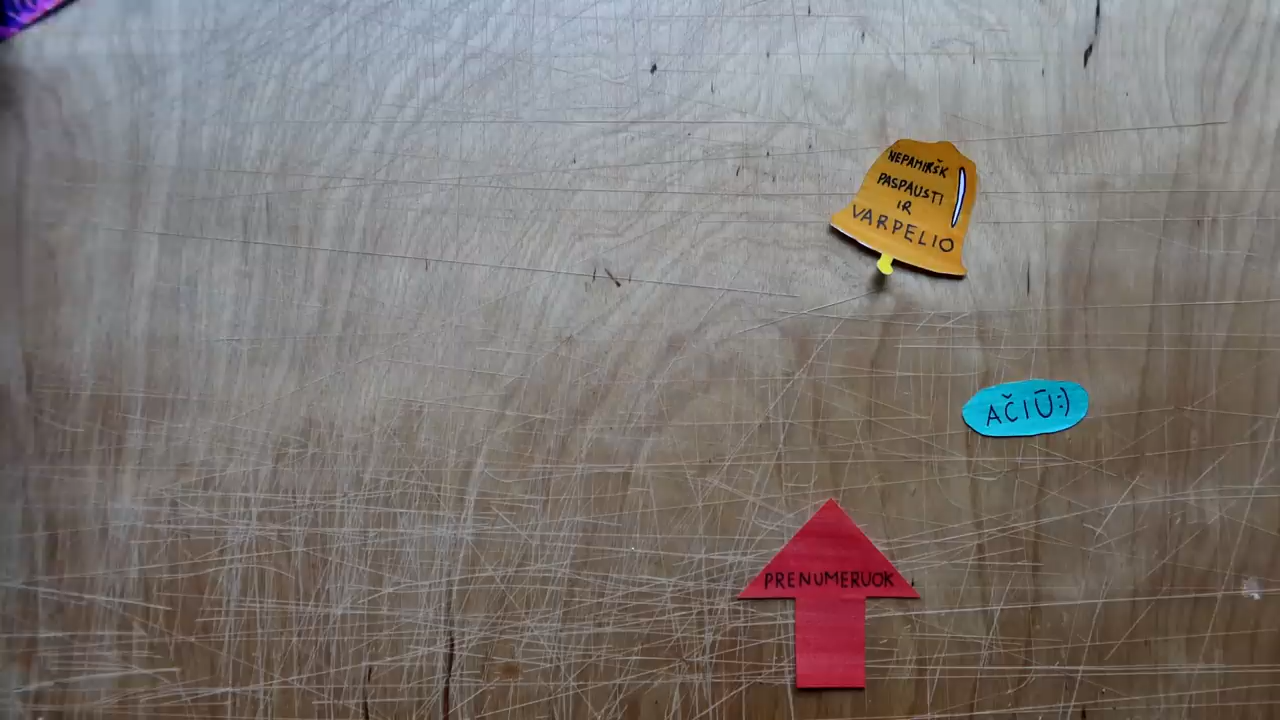 NEPAMIRŠK
PASPAUSTI
IR
VARPELIO
AČIŪ:)
PRENUMERUOK